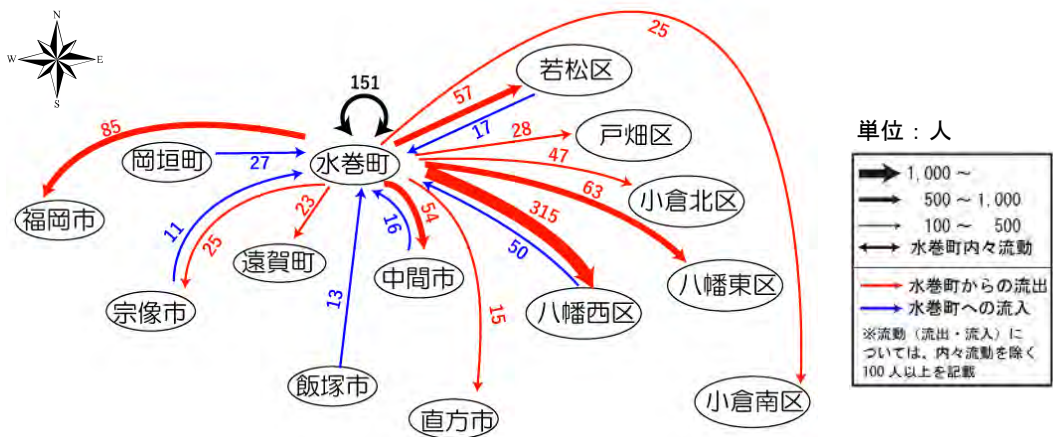 N
W
E
S
25
151
57
若松区
17
85
岡垣町
27
水巻町
28
戸畑区
47
小倉北区
63
福岡市
11
25
23
遠賀町
54
16
中間市
315
50
八幡東区
宗像市
13
15
八幡西区
飯塚市
直方市
小倉南区
単位：人
1,000 ～
500 ～ 1,000
100 ～ 500
水巻町内々流動
水巻町からの流出
水巻町への流入
※流動（流出・流入）に
ついては、内々流動を除く
100人以上を記載